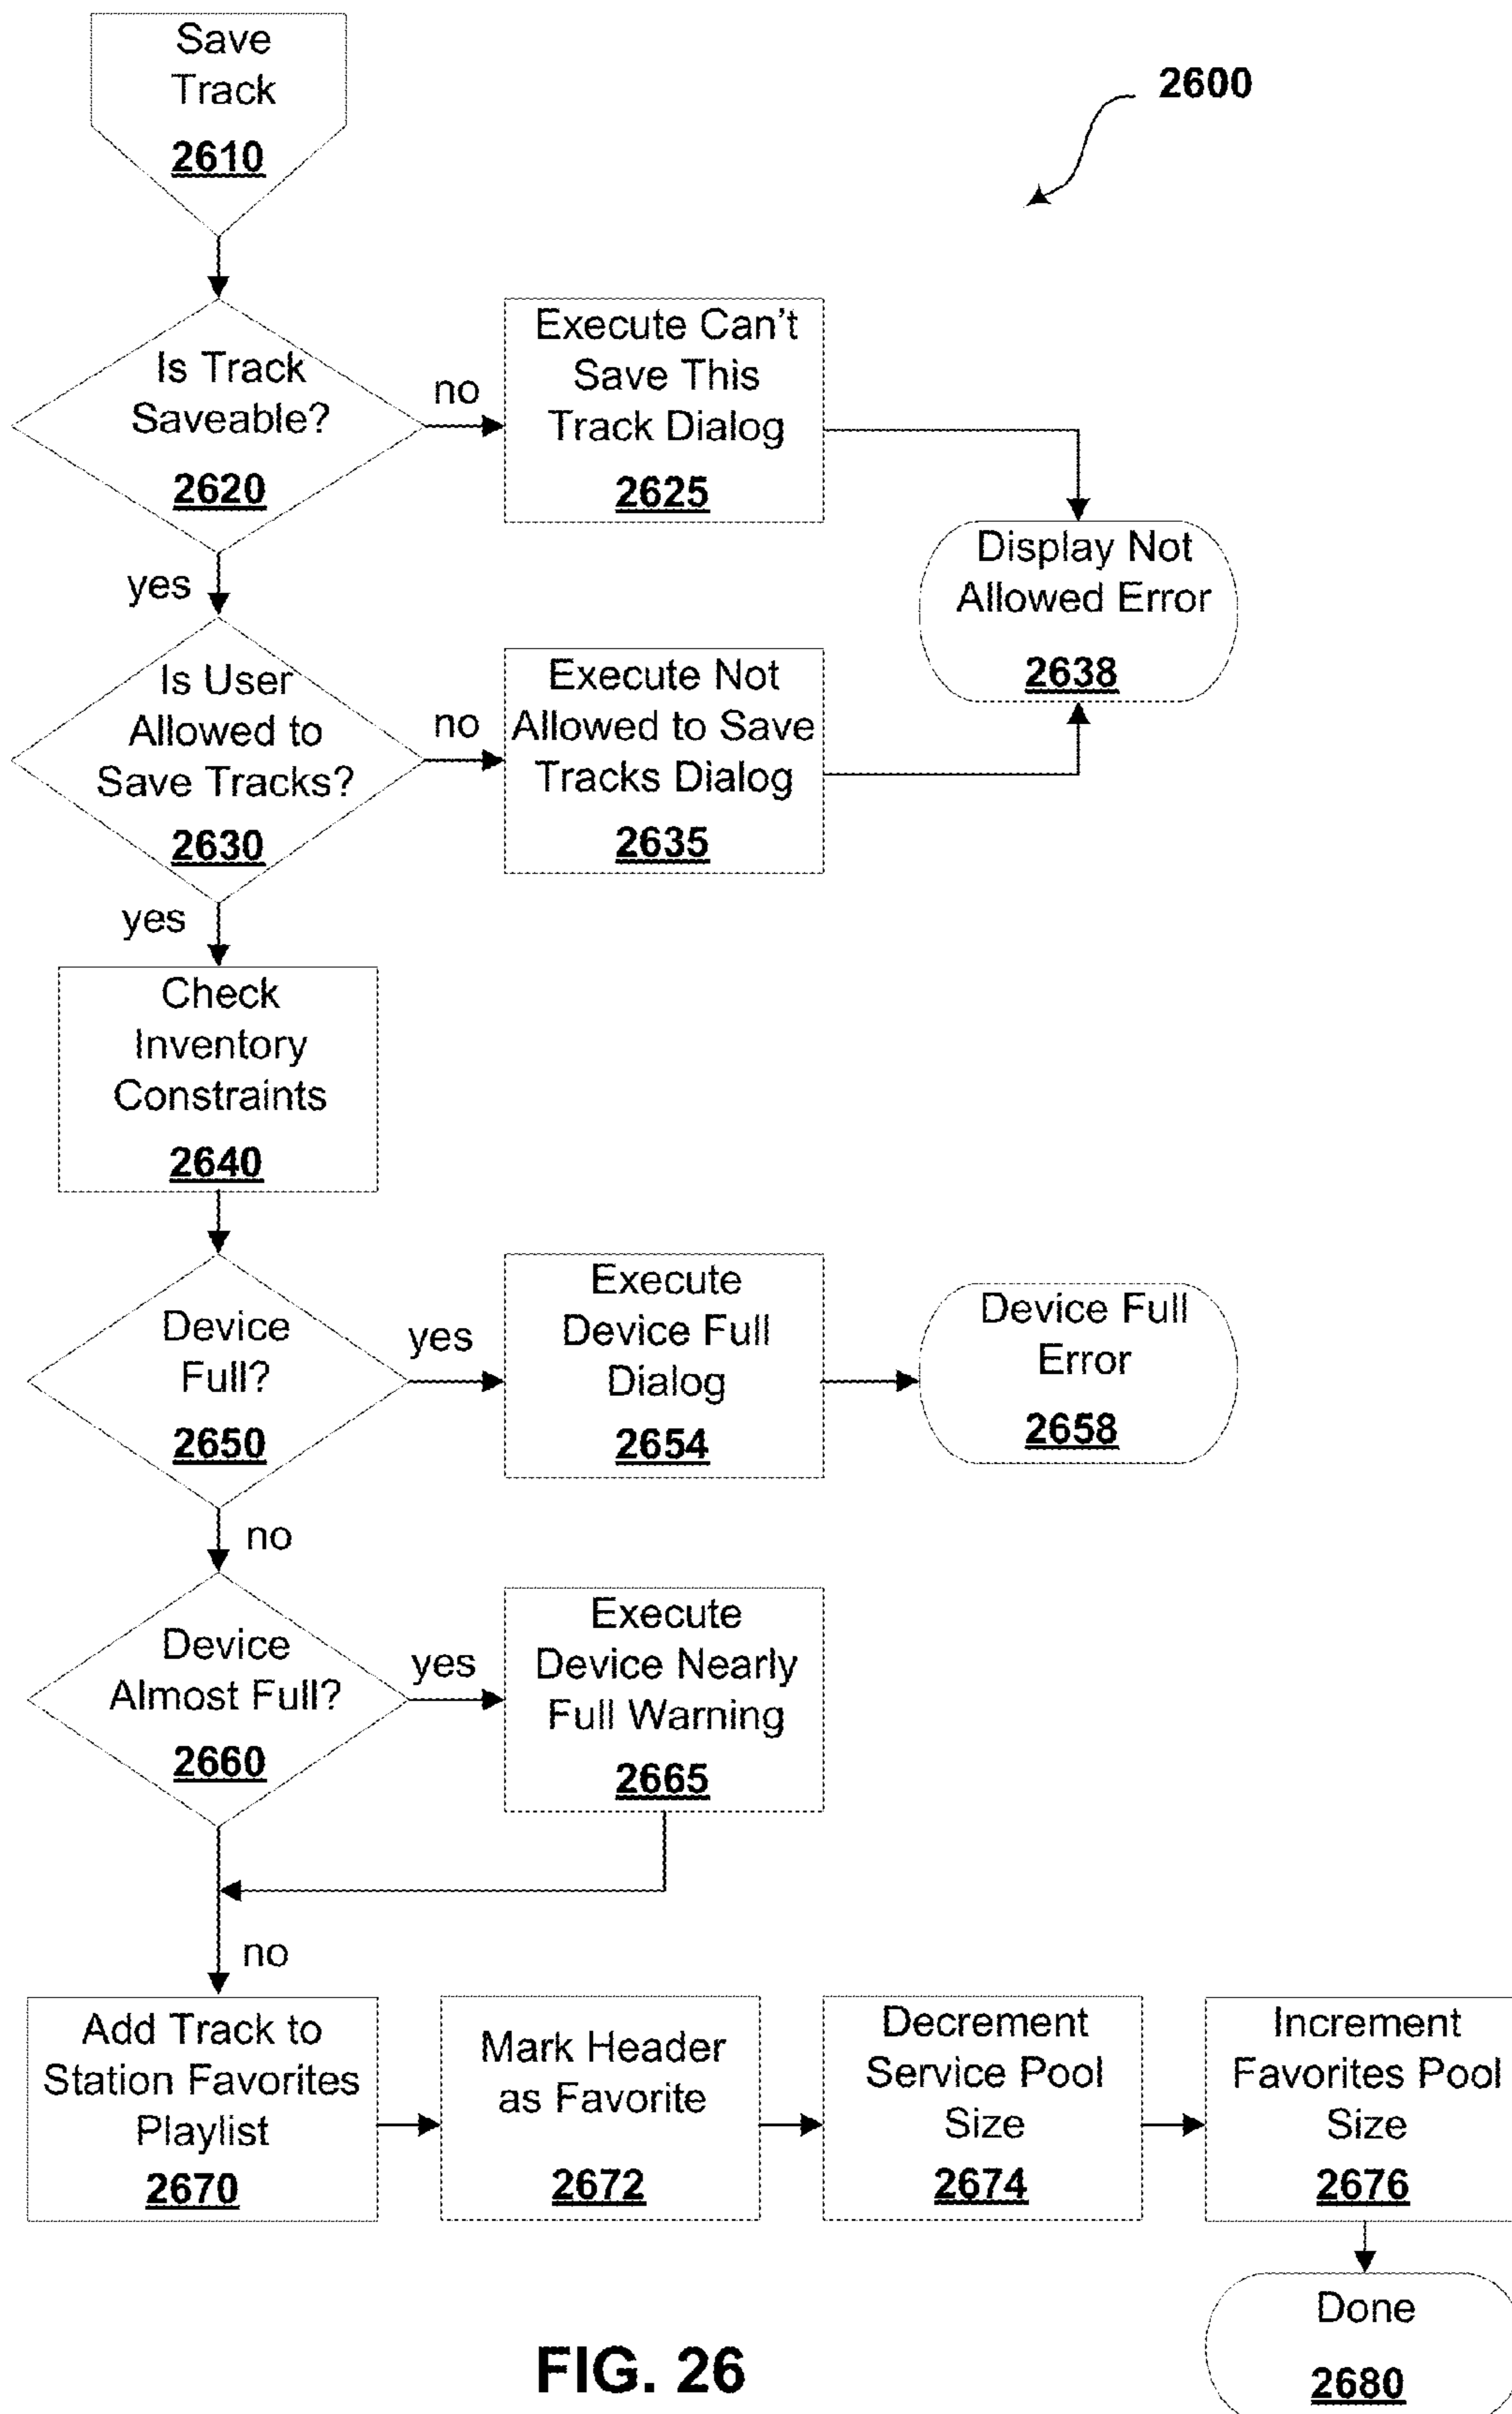 Save
Track
2610
2600
Is Track
Saveable?
2620
no
Execute Can't
Save This
Track Dialog
2625
yes
Display Not
Allowed Error
2638
Is User
Allowed to
Save Tracks?
2630
no
Execute Not
Allowed to Save
Tracks Dialog
2635
yes
Check
Inventory
Constraints
2640
Device
Full?
2650
yes
Execute
Device Full
Dialog
2654
Device Full
Error
2658
no
Device
Almost Full?
2660
yes
Execute
Device Nearly
Full Warning
2665
no
Add Track to
Station Favorites
Playlist
2670
Mark Header
as Favorite
2672
Decrement
Service Pool
Size
2674
Increment
Favorites Pool
Size
2676
Done
2680
FIG. 26